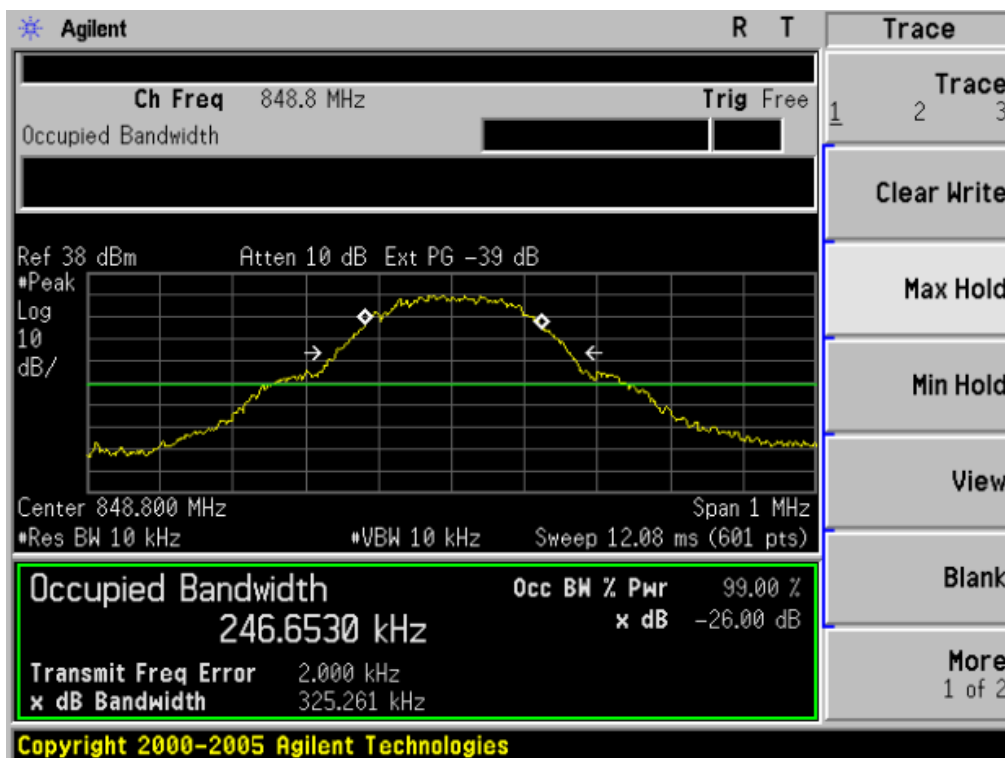 Agilent R T Trace
Ch Freq 848.8 MHz Trig Free
Occupied Bandwidth
Trace
1 2 3
Clear Write
Max Hold
Min Hold
View
Blank
More
1 of 2
Ref 38 dBm Atten 10 dB Ext PG -39 dB
#Peak
Log
10
dB/
Center 848.800 MHz Span 1 MHz
#Res BW 10 kHz #VBW 10 kHz Sweep 12.08 ms (601 pts)
Occupied Bandwidth Occ BW % Pwr 99.00 %
246.6530 kHz x dB -26.00 dB
Transmit Freq Error 2.000 kHz
x dB Bandwidth 325.261 kHz
Copyright 2000-2005 Agilent Technologies